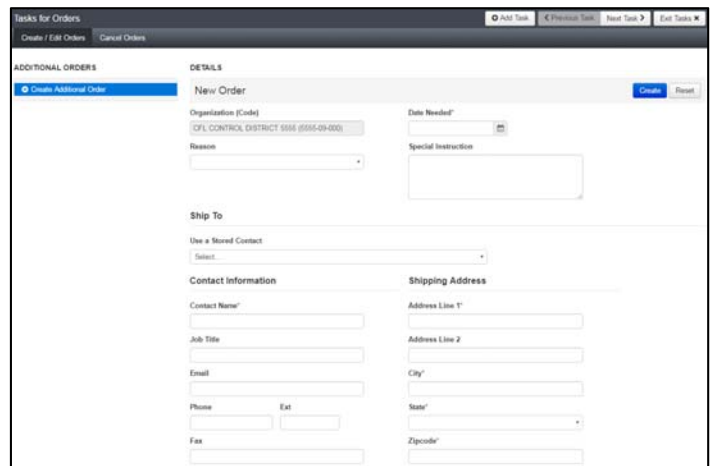 Tasks for Orders
Add Task
Previous Task
Next Task
Exit Tasks
Create / Edit Orders
Cancel Orders
ADDITIONAL ORDERS
DETAILS
Create Additional Order
New Order
Create
Reset
Organization (Code)
Date Needed*
CFL CONTROL DISTRICT 5555 (5555-09-000)
Reason
Special Instruction
Ship To
Use a Stored Contact
Select...
Contact Information
Shipping Address
Contact Name*
Address Line 1*
Job Title
Address Line 2
Email
City*
Phone
Ext
State*
Fax
Zipcode*